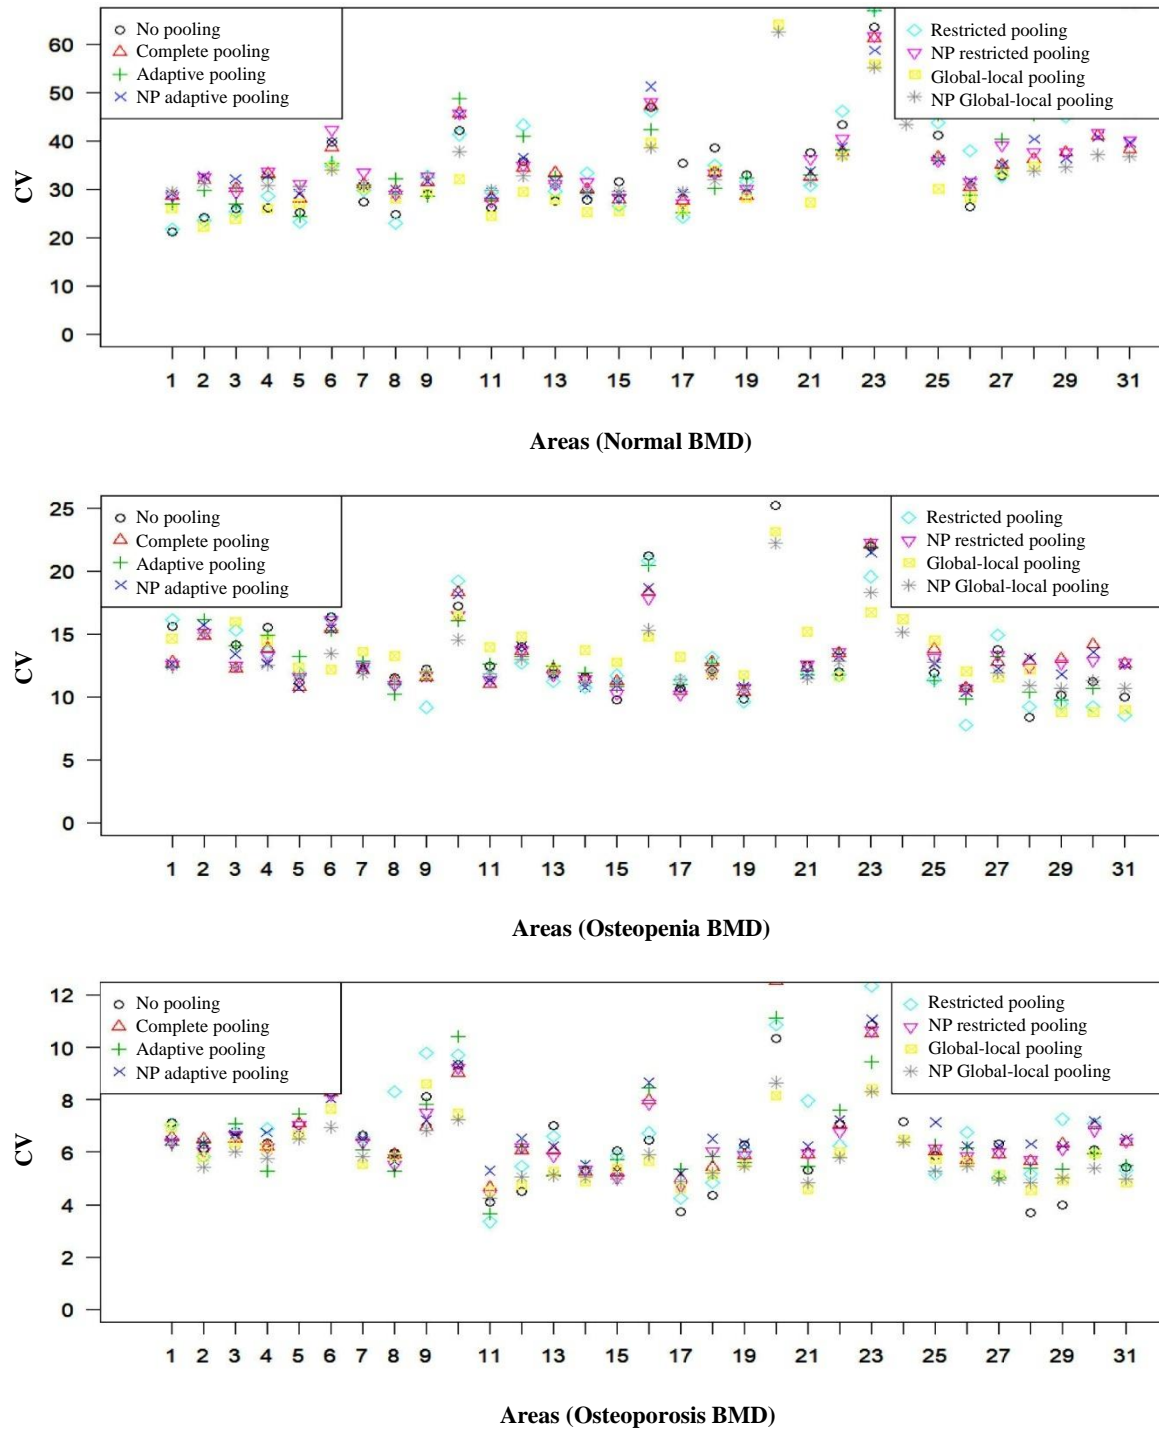 No pooling
Complete pooling
Adaptive pooling
NP adaptive pooling
Restricted pooling
NP restricted pooling
Global-local pooling
NP Global-local pooling
CV
60
50
40
30
20
10
0
1 2 3 4 5 6 7 8 9 11 13 15 17 19 21 23 25 27 29 31
Areas (Normal BMD)
No pooling
Complete pooling
Adaptive pooling
NP adaptive pooling
Restricted pooling
NP restricted pooling
Global-local pooling
NP Global-local pooling
CV
25
20
15
10
5
0
1 2 3 4 5 6 7 8 9 11 13 15 17 19 21 23 25 27 29 31
Areas (Osteopenia BMD)
No pooling
Complete pooling
Adaptive pooling
NP adaptive pooling
Restricted pooling
NP restricted pooling
Global-local pooling
NP Global-local pooling
CV
12
10
8
6
4
2
0
1 2 3 4 5 6 7 8 9 11 13 15 17 19 21 23 25 27 29 31
Areas (Osteoporosis BMD)